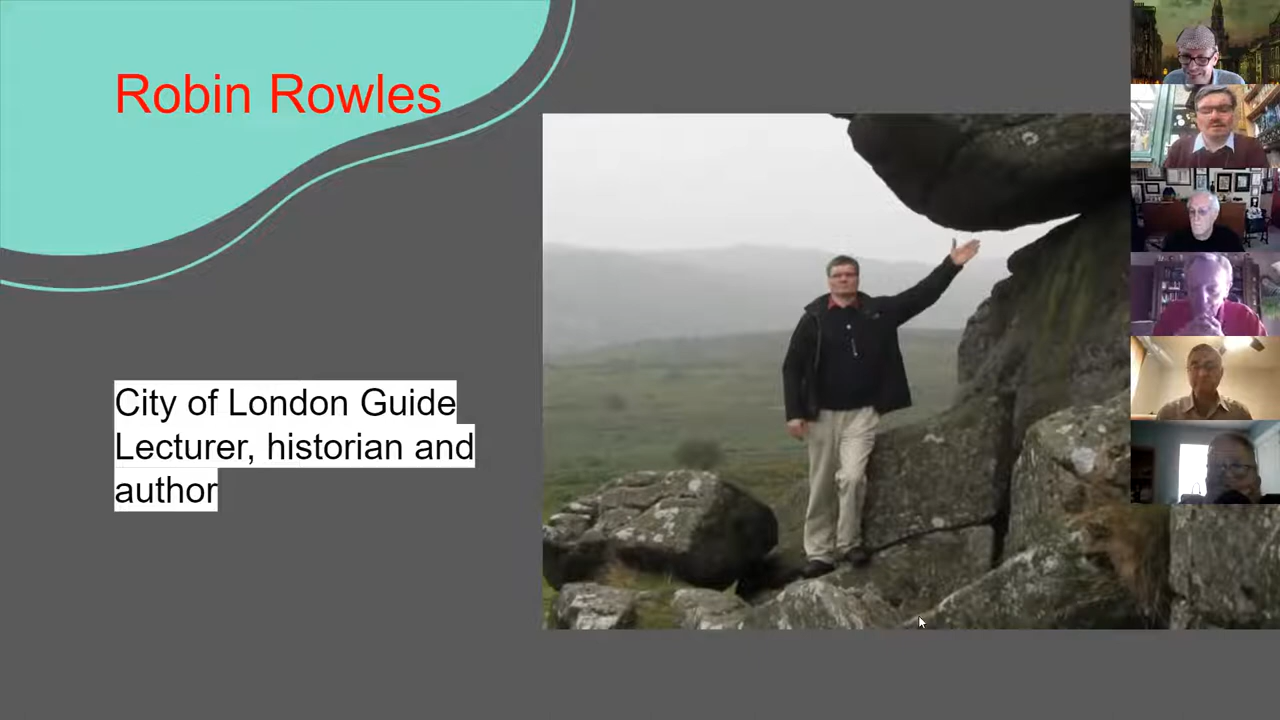 Robin Rowles
City of London Guide
Lecturer, historian and
author